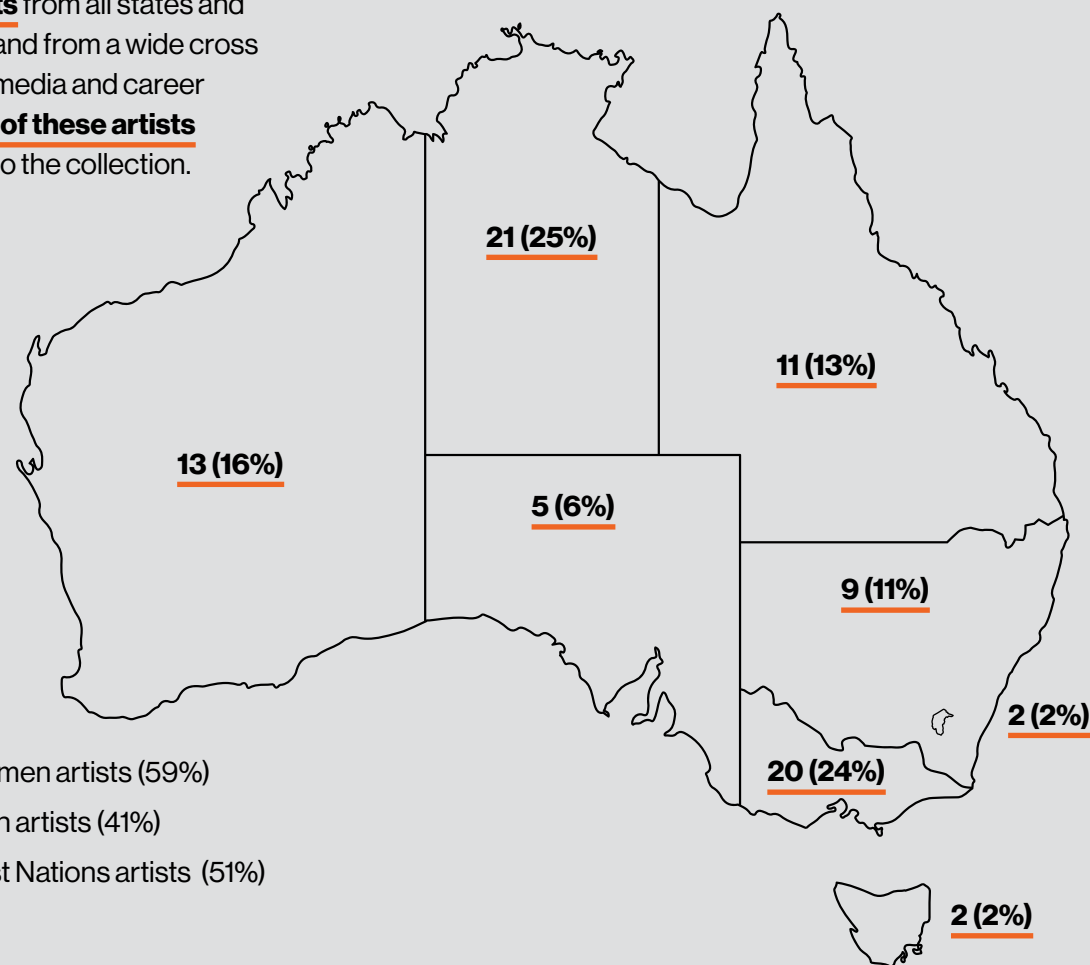 from all states and
and from a wide cross
media and career
of these artists
o the collection.
21 (25%)
11 (13%)
13 (16%)
5 (6%)
9 (11%)
2 (2%)
20 (24%)
men artists (59%)
n artists (41%)
st Nations artists (51%)
2 (2%)